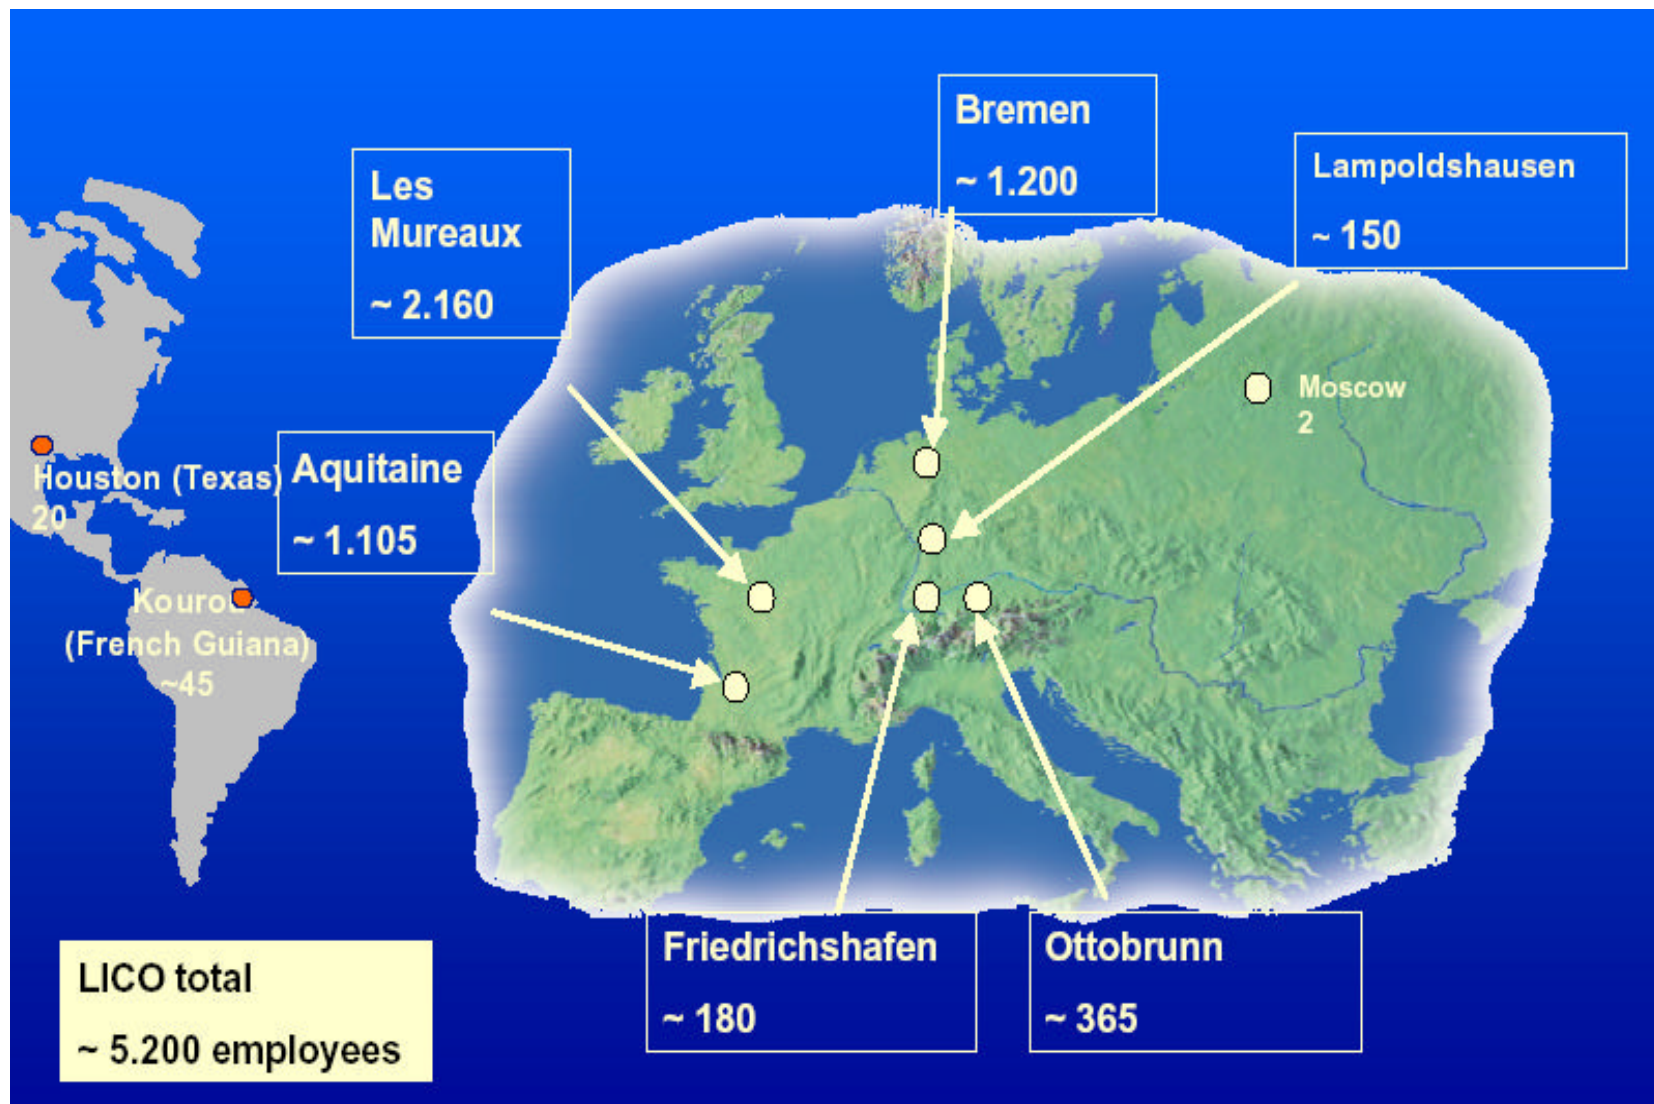 Bremen
~ 1.200
Lampoldshausen
~ 150
Les
Mureaux
~ 2.160
Moscow
2
Aquitaine
~ 1.105
Houston (Texas)
20
Kourou
(French Guiana)
~45
Friedrichshafen
~ 180
Ottobrunn
~ 365
LICO total
~ 5.200 employees